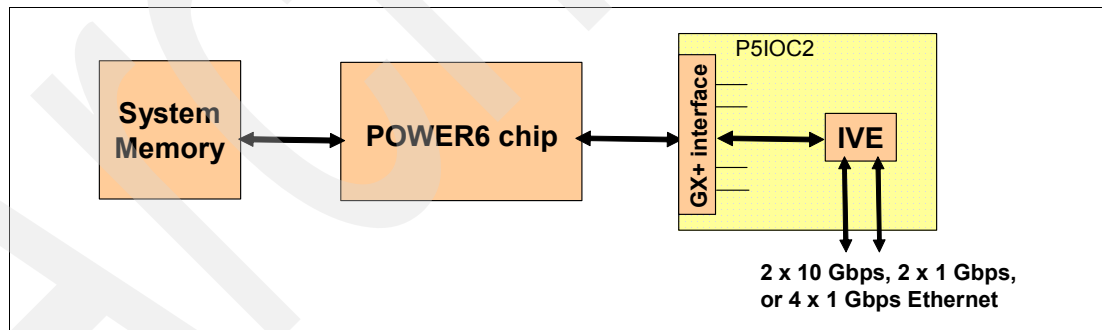 P5IOC2
System
Memory
POWER6 chip
GX+ interface
IVE
2 x 10 Gbps, 2 x 1 Gbps,
or 4 x 1 Gbps Ethernet